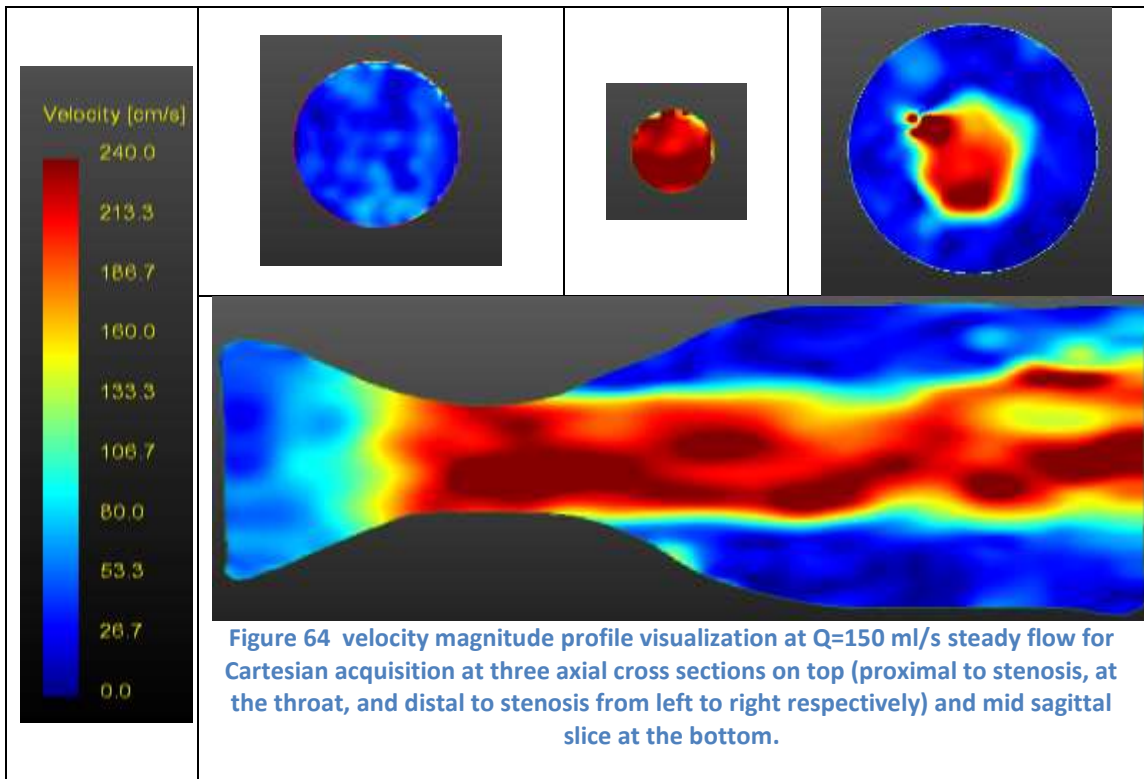 Velocity [cm/s]
240.0
213.3
186.7
160.0
133.3
106.7
80.0
53.3
26.7
0.0
Figure 64 velocity magnitude profile visualization at Q=150 ml/s steady flow for
Cartesian acquisition at three axial cross sections on top (proximal to stenosis, at
the throat, and distal to stenosis from left to right respectively) and mid sagittal
slice at the bottom.